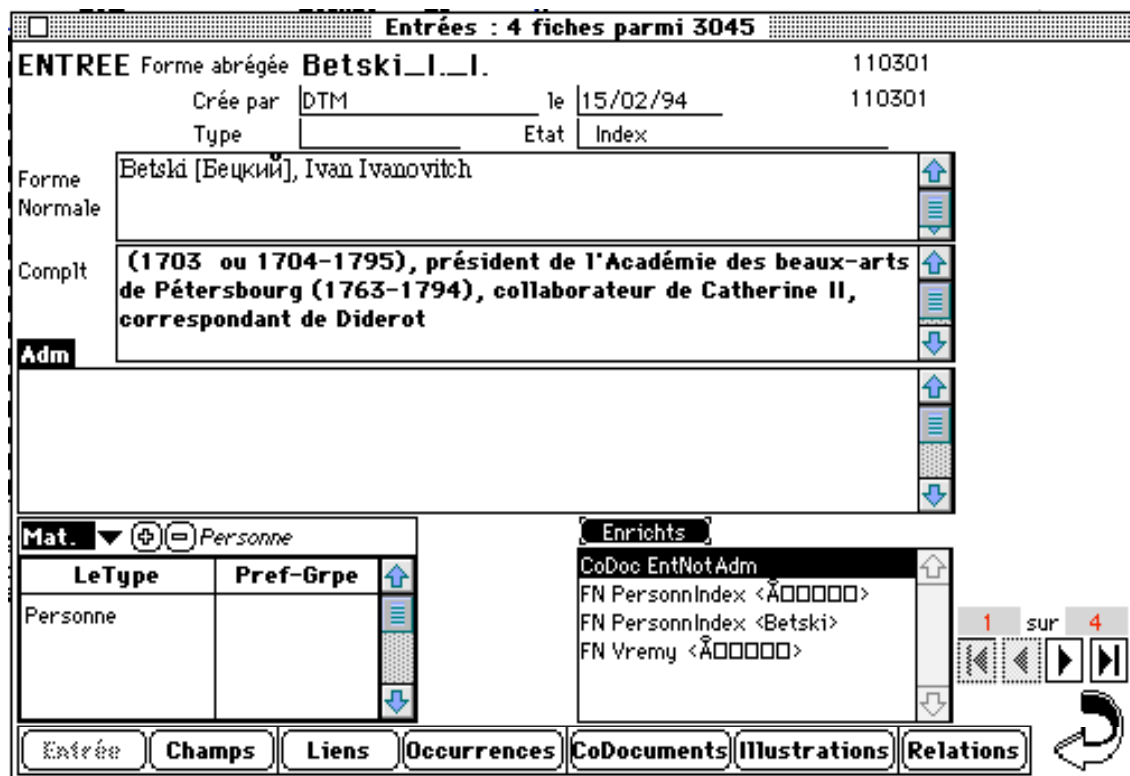 Entrées : 4 fiches parmi 3045
ENTREE Forme abrégée Betski_I._I. 110301
Crée par DTM le 15/02/94 110301
Type Etat Index
Forme Normale
Betski [Бецкий], Ivan Ivanovitch
Complt
(1703 ou 1704-1795), président de l'Académie des beaux-arts
de Pétersbourg (1763-1794), collaborateur de Catherine II,
correspondant de Diderot
Adm
Mat. Personne
LeType Pref-Grpe
Personne
Enrichts
CoDoc EntNotAdm
FN PersonnIndex <Å□□□□□>
FN PersonnIndex <Betski>
FN Vremy <Å□□□□□>
1 sur 4
Entrée Champs Liens Occurrences CoDocuments Illustrations Relations